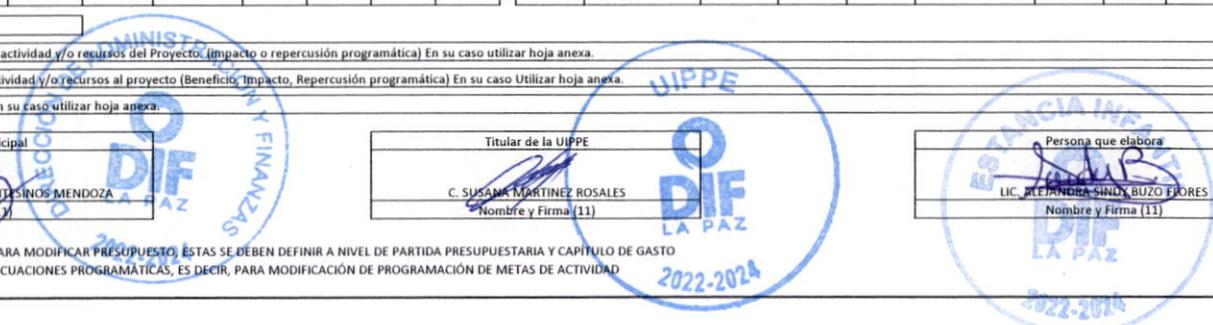 actividad y/o recursos del Proyecto. (impacto o repercusión programática) En su caso utilizar hoja anexa.
ividad y/o recursos al proyecto (Beneficio, Impacto, Repercusión programática) En su caso Utilizar hoja anexa.
n su caso utilizar hoja anexa.
cipal
Titular de la UIPPE
Persona que elabora
TESINOS MENDOZA
C. SUSANA MARTINEZ ROSALES
LIC. ALEJANDRA SINDY BUZO FLORES
Nombre y Firma (11)
Nombre y Firma (11)
ARA MODIFICAR PRESUPUESTO, ESTAS SE DEBEN DEFINIR A NIVEL DE PARTIDA PRESUPUESTARIA Y CAPÍTULO DE GASTO
CUACIONES PROGRAMÁTICAS, ES DECIR, PARA MODIFICACIÓN DE PROGRAMACIÓN DE METAS DE ACTIVIDAD
DIRECCIÓN DE ADMINISTRACIÓN Y FINANZAS
DIF
LA PAZ
2022-2024
UIPPE
DIF
LA PAZ
2022-2024
ESTANCIA INFANTIL
DIF
LA PAZ
2022-2024